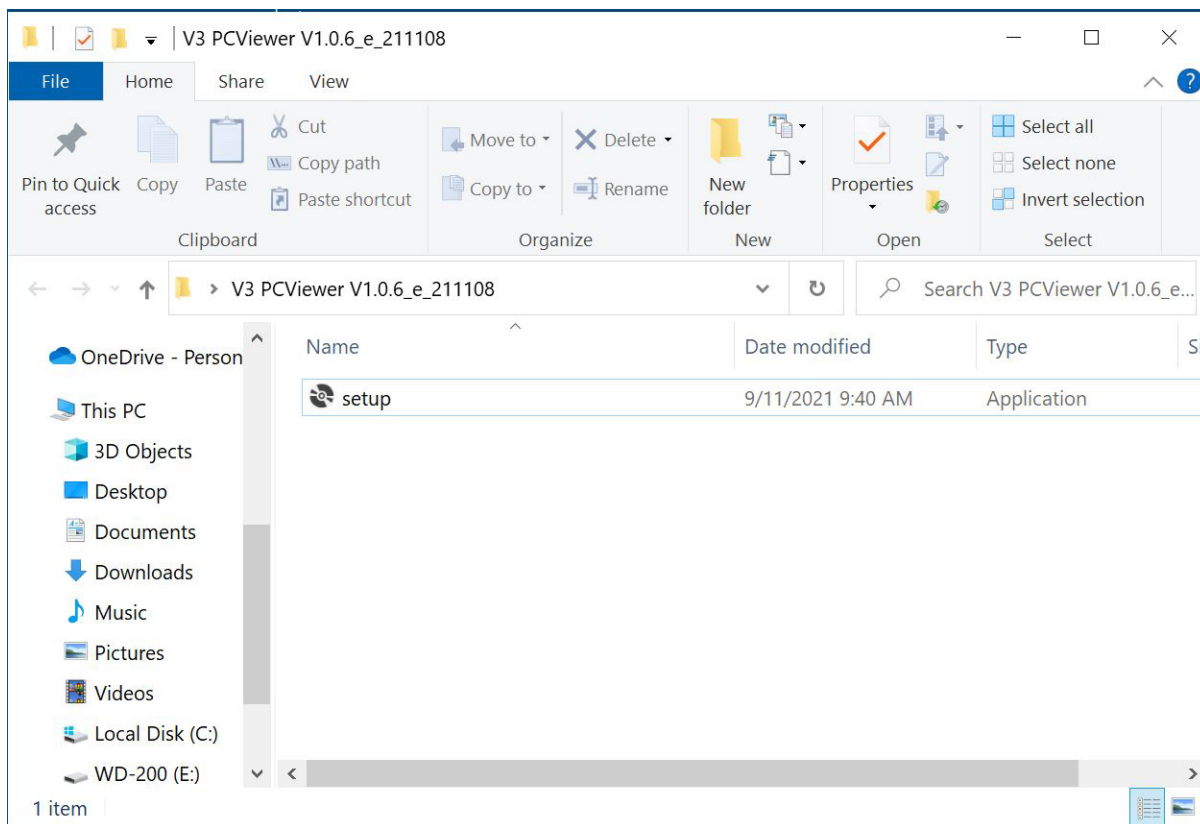 V3 PCViewer V1.0.6_e_211108
File Home Share View
Pin to Quick access
Copy
Paste
Cut
Copy path
Paste shortcut
Clipboard
Move to
Copy to
Delete
Rename
Organize
New folder
New
Properties
Open
Select all
Select none
Invert selection
Select
V3 PCViewer V1.0.6_e_211108
Search V3 PCViewer V1.0.6_e...
Name Date modified Type S
setup 9/11/2021 9:40 AM Application
OneDrive - Person
This PC
3D Objects
Desktop
Documents
Downloads
Music
Pictures
Videos
Local Disk (C:)
WD-200 (E:)
1 item